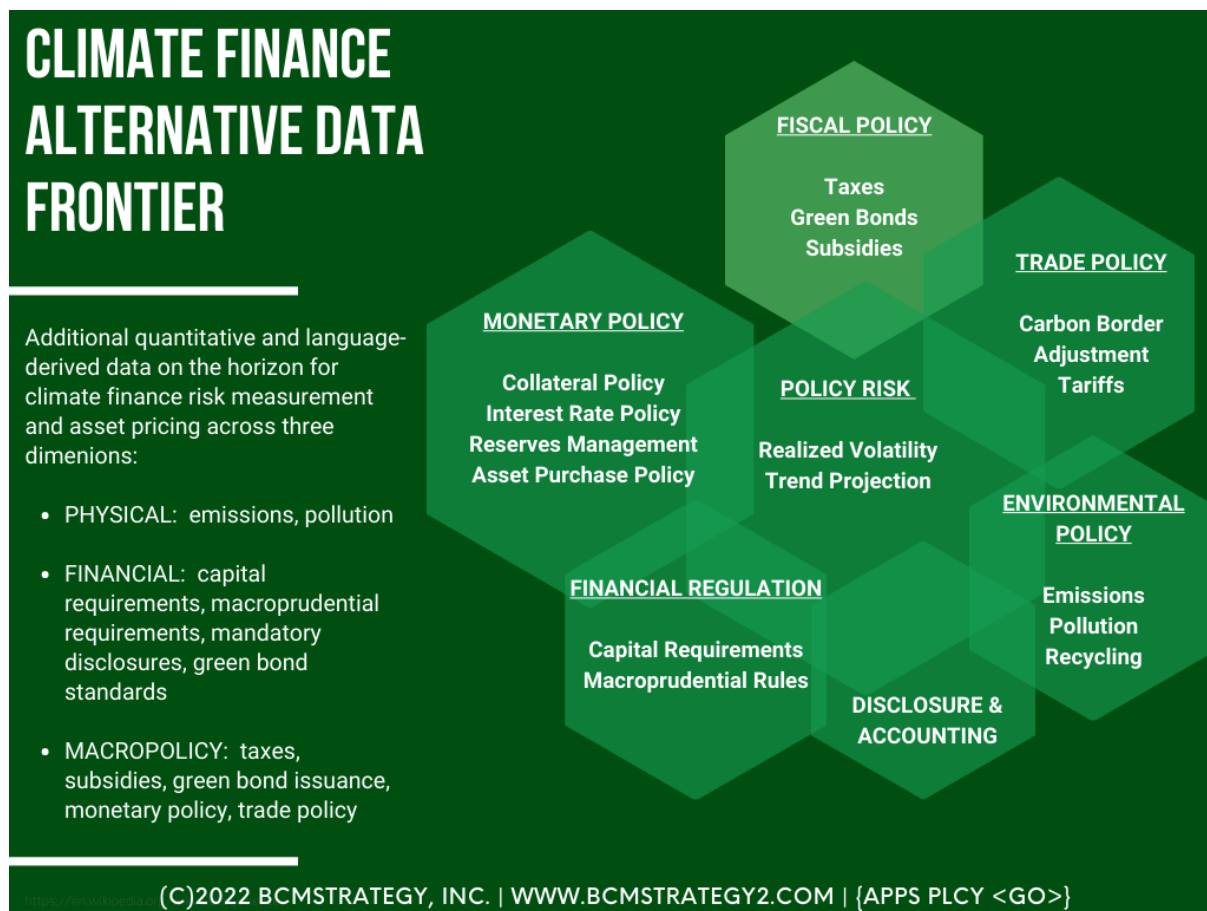 CLIMATE FINANCE
ALTERNATIVE DATA
FRONTIER
Additional quantitative and language-
derived data on the horizon for
climate finance risk measurement
and asset pricing across three
dimenions:
• PHYSICAL: emissions, pollution
• FINANCIAL: capital
requirements, macroprudential
requirements, mandatory
disclosures, green bond
standards
• MACROPOLICY: taxes,
subsidies, green bond issuance,
monetary policy, trade policy
FISCAL POLICY
Taxes
Green Bonds
Subsidies
TRADE POLICY
Carbon Border
Adjustment
Tariffs
MONETARY POLICY
Collateral Policy
Interest Rate Policy
Reserves Management
Asset Purchase Policy
POLICY RISK
Realized Volatility
Trend Projection
ENVIRONMENTAL
POLICY
Emissions
Pollution
Recycling
FINANCIAL REGULATION
Capital Requirements
Macroprudential Rules
DISCLOSURE &
ACCOUNTING
(C)2022 BCMSTRATEGY, INC. | WWW.BCMSTRATEGY2.COM | {APPS PLCY <GO>}